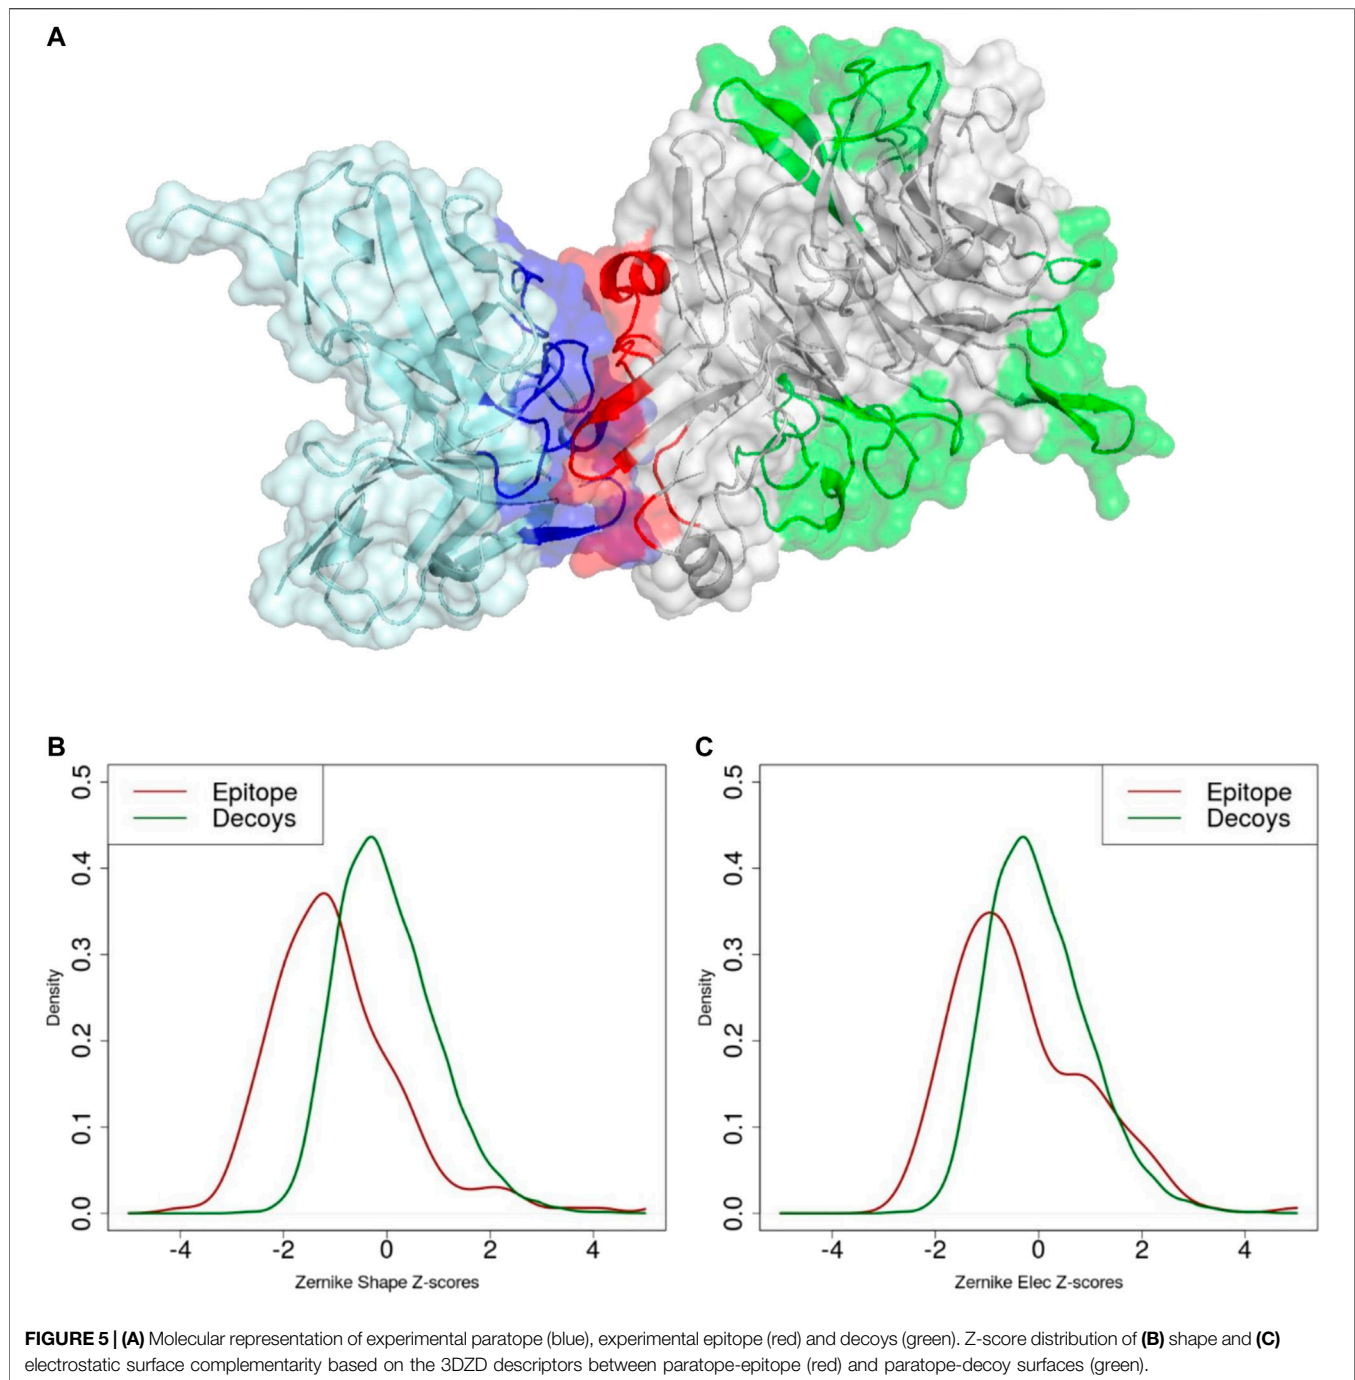 A
B
C
Epitope
Decoys
0.5
0.4
0.3
0.2
0.1
0.0
Density
-4 -2 0 2 4
Zernike Shape Z-scores
Epitope
Decoys
0.5
0.4
0.3
0.2
0.1
0.0
Density
-4 -2 0 2 4
Zernike Elec Z-scores
FIGURE 5 | (A) Molecular representation of experimental paratope (blue), experimental epitope (red) and decoys (green). Z-score distribution of (B) shape and (C)
electrostatic surface complementarity based on the 3DZD descriptors between paratope-epitope (red) and paratope-decoy surfaces (green).